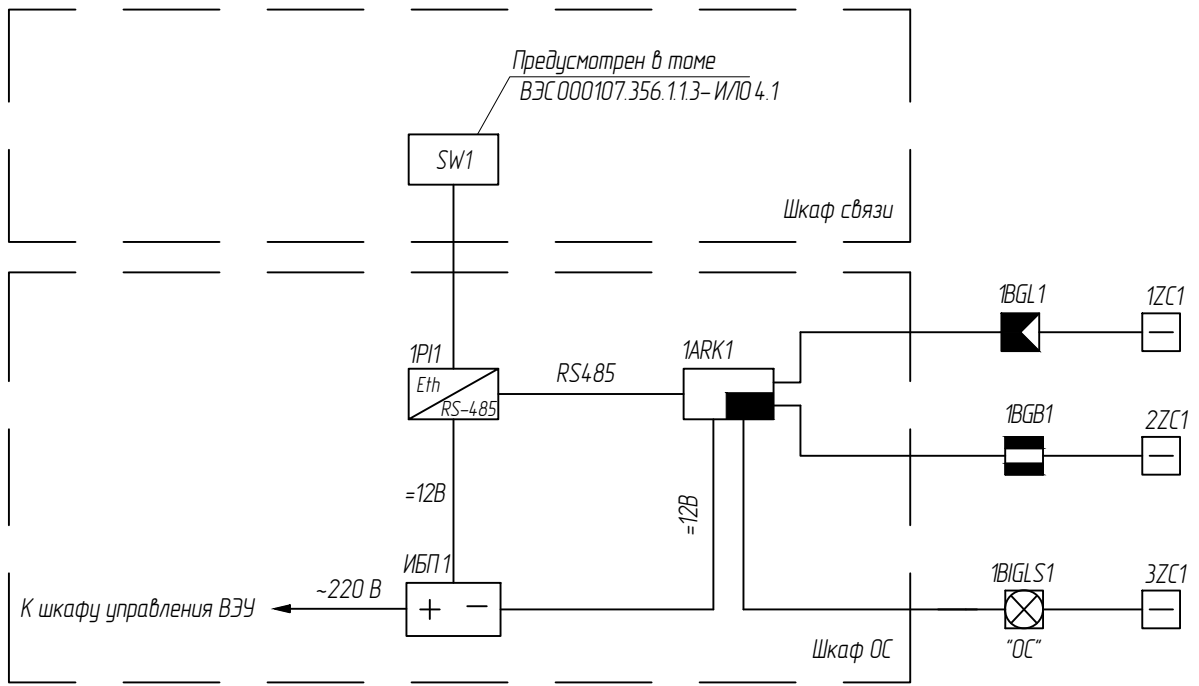 Предусмотрен в томе
ВЭС000107.356.1.1.3-ИЛО 4.1
SW1
Шкаф связи
1BGL1
1ZC1
1PI1
1ARK1
Eth
RS-485
RS485
1BGB1
2ZC1
=12В
=12В
ИБП1
1BIGLS1
3ZC1
К шкафу управления ВЭУ
~220 В
+ −
"ОС"
Шкаф ОС